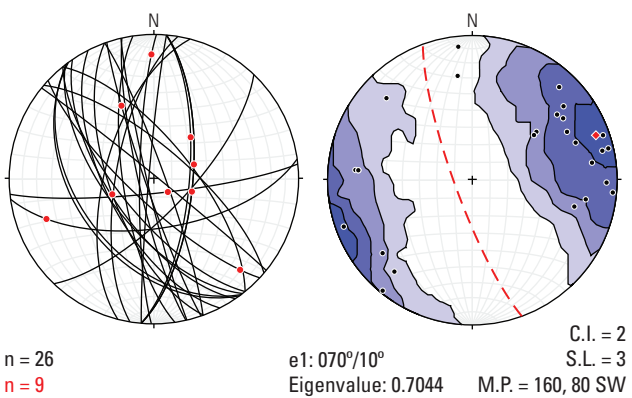 N
N
n = 26
n = 9
e1: 070º/10º
Eigenvalue: 0.7044
C.I. = 2
S.L. = 3
M.P. = 160, 80 SW